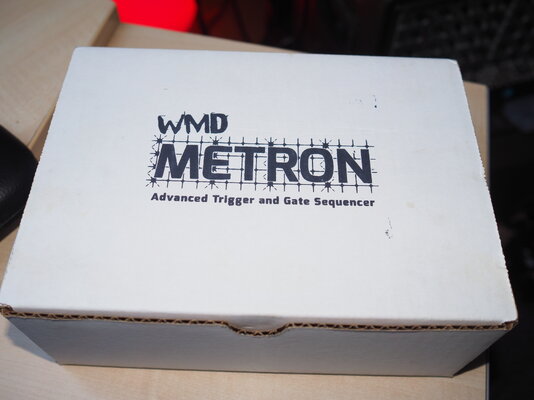 WMD
METRON
Advanced Trigger and Gate Sequencer